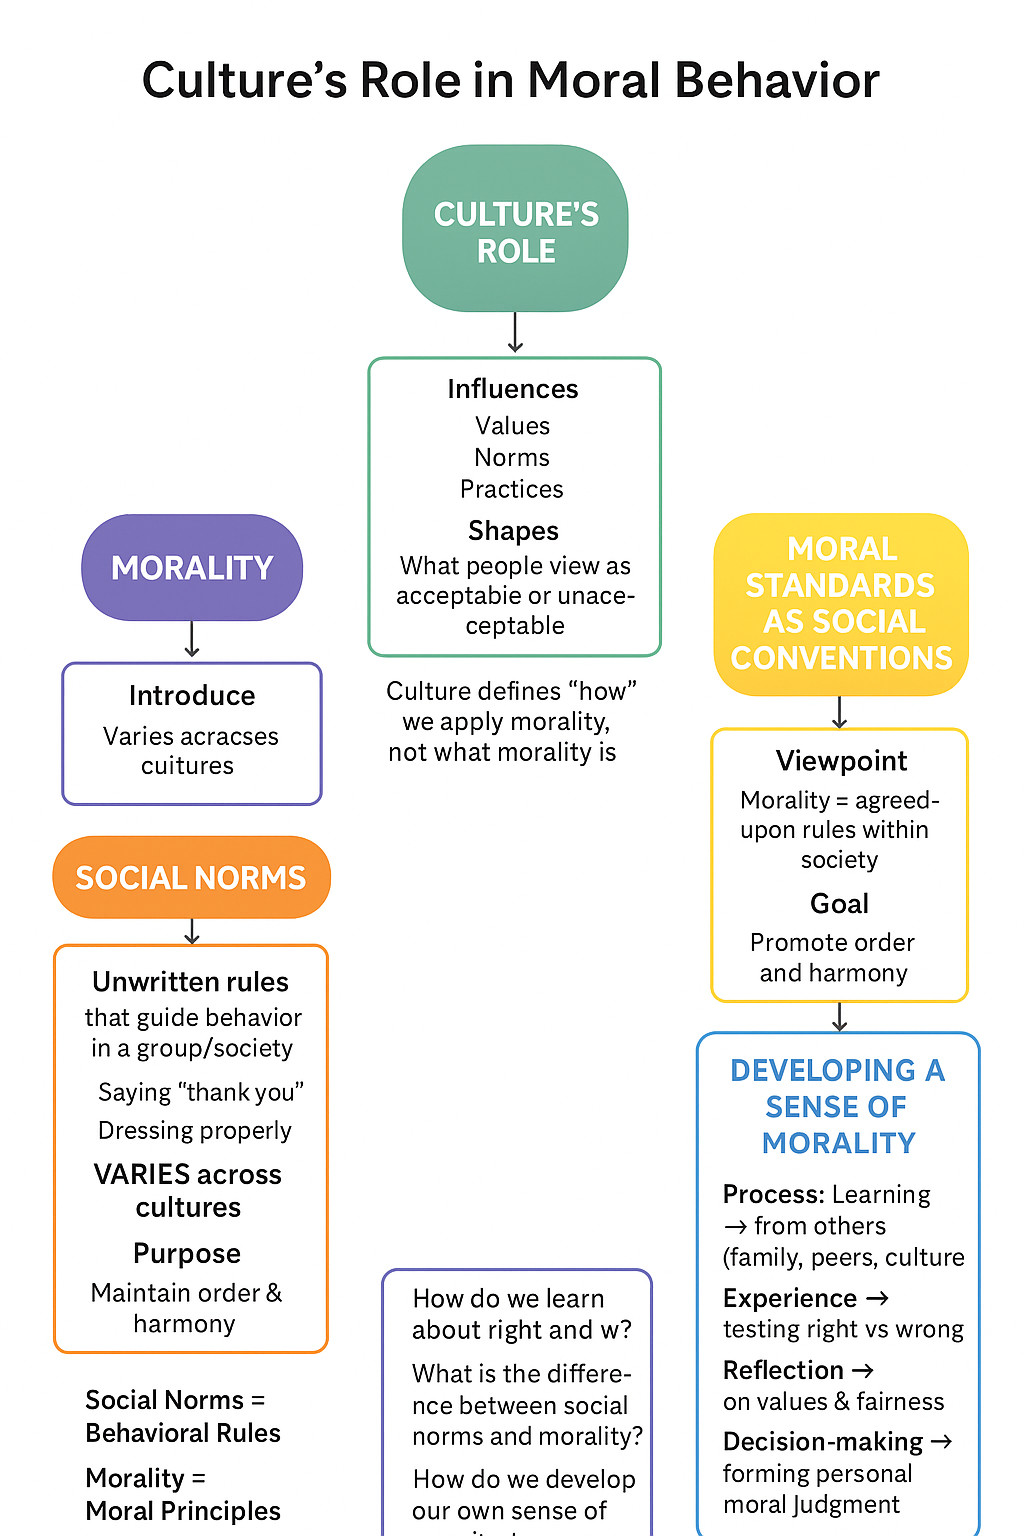 Culture’s Role in Moral Behavior
CULTURE’S
ROLE
Influences
Values
Norms
Practices
Shapes
What people view as
acceptabie or unace-
ceptable
Culture defines “how”
we apply morality,
not what morality is
MORALITY
Introduce
Varies acracses
cuitures
SOCIAL NORMS
Unwritten rules
that guide behavior
in a group/society
Saying “thank you”
Dressing properly
VARIES across
cultures
Purpose
Maintain order &
harmony
Social Norms =
Behavioral Rules
Morality =
Moral Principles
How do we learn
about right and w?
What is the differe-
nce between social
norms and morality?
How do we develop
our own sense of
MORAL
STANDARDS
AS SOCIAL
CONVENTIONS
Viewpoint
Morality = agreed-
upon rules within
society
Goal
Promote order
and harmony
DEVELOPING A
SENSE OF
MORALITY
Process: Learning
→ from others
(family, peers, culture
Experience →
testing right vs wrong
Reflection →
on values & fairness
Decision-making →
forming personal
moral Judgment